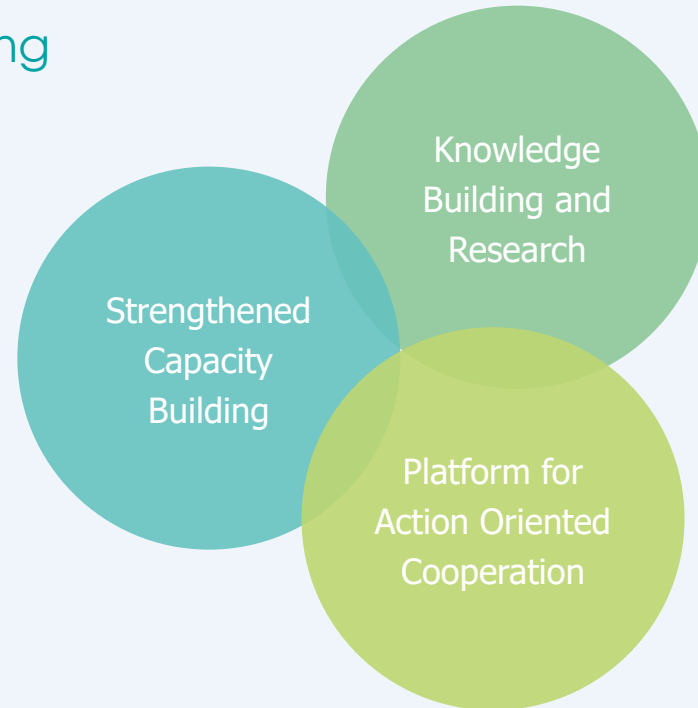 ng
Knowledge
Building and
Research
Strengthened
Capacity
Building
Platform for
Action Oriented
Cooperation